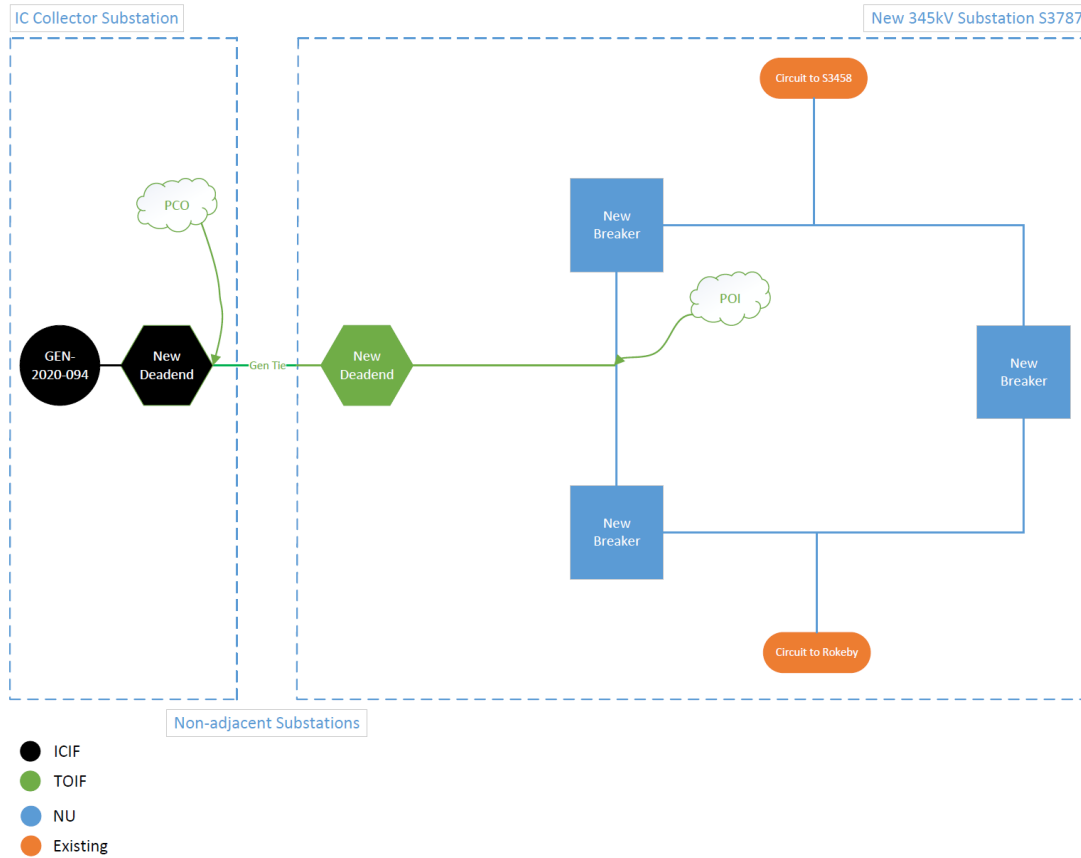 IC Collector Substation
New 345kV Substation S3787
Circuit to S3458
PCO
New
Breaker
POI
GEN-
2020-094
New
Deadend
Gen Tie
New
Deadend
New
Breaker
New
Breaker
Circuit to Rokeby
Non-adjacent Substations
ICIF
TOIF
NU
Existing